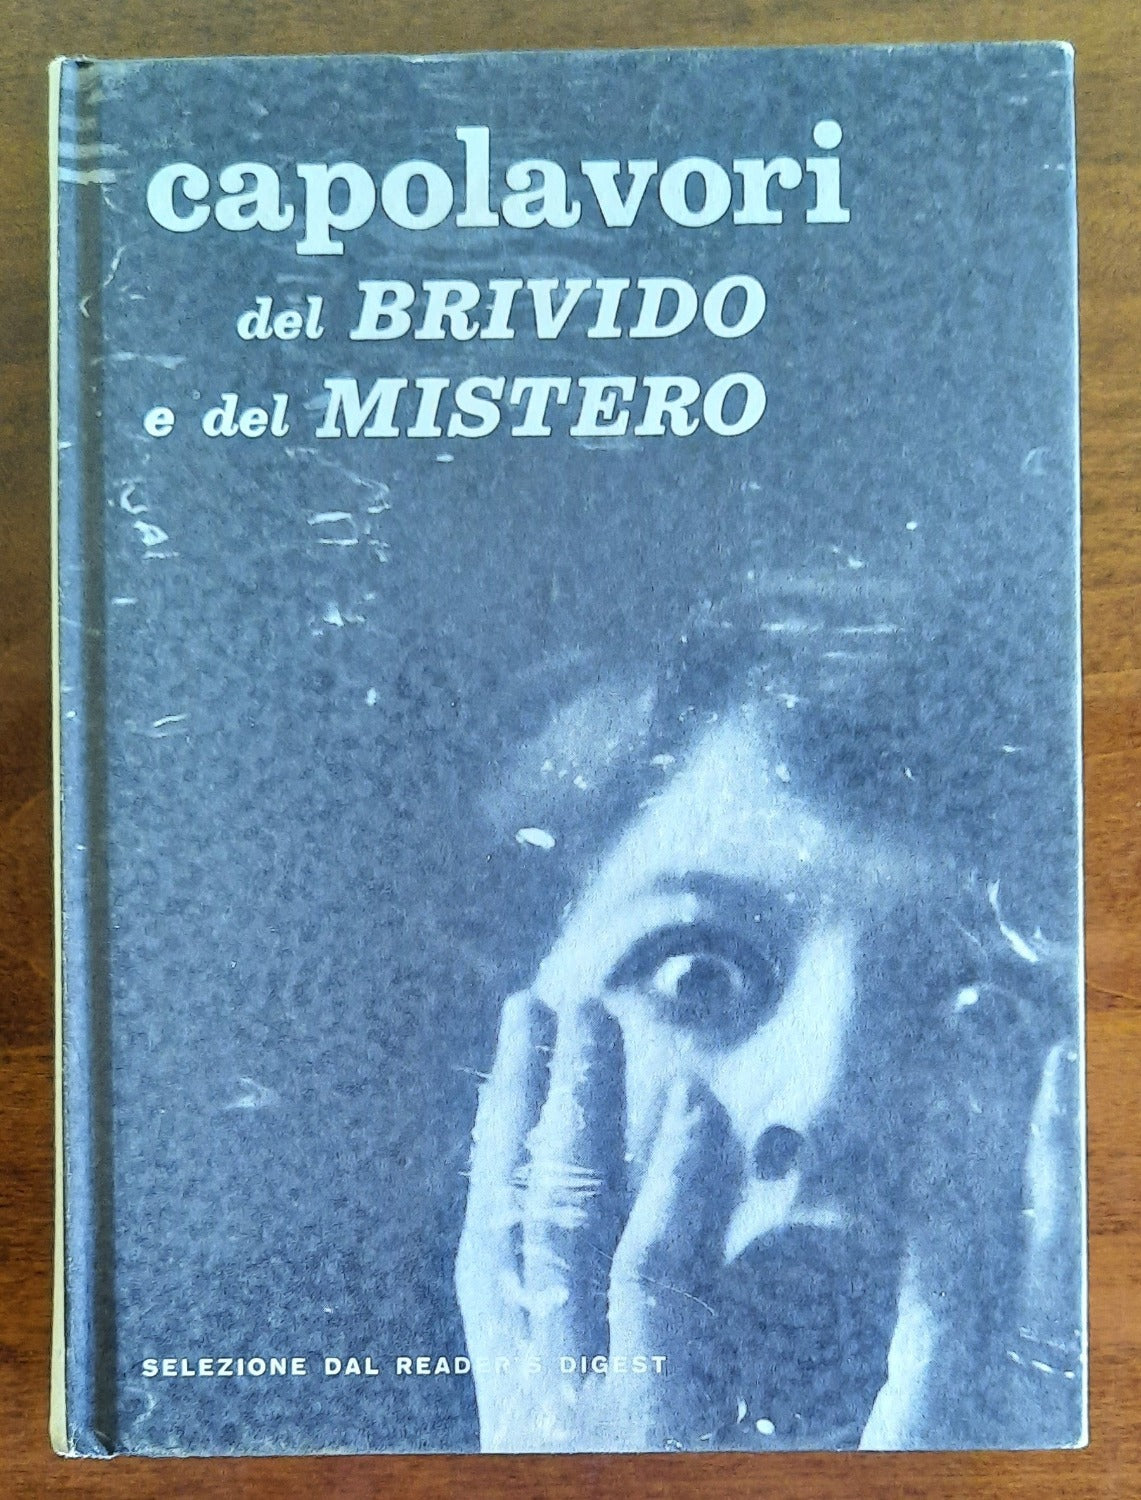 capolavori
del BRIVIDO
e del MISTERO
SELEZIONE DAL READER'S DIGEST